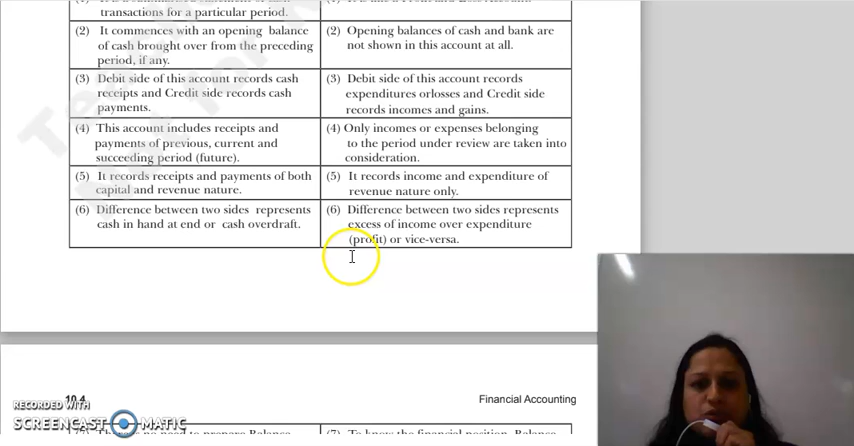 transactions for a particular period.
(2) It commences with an opening balance
of cash brought over from the preceding
period, if any.
(2) Opening balances of cash and bank are
not shown in this account at all.
(3) Debit side of this account records cash
receipts and Credit side records cash
payments.
(3) Debit side of this account records
expenditures orlosses and Credit side
records incomes and gains.
(4) This account includes receipts and
payments of previous, current and
succeeding period (future).
(4) Only incomes or expenses belonging
to the period under review are taken into
consideration.
(5) It records receipts and payments of both
capital and revenue nature.
(5) It records income and expenditure of
revenue nature only.
(6) Difference between two sides represents
cash in hand at end or cash overdraft.
(6) Difference between two sides represents
excess of income over expenditure
(profit) or vice-versa.
10.4
Financial Accounting
RECORDED WITH
SCREENCAST MATIC